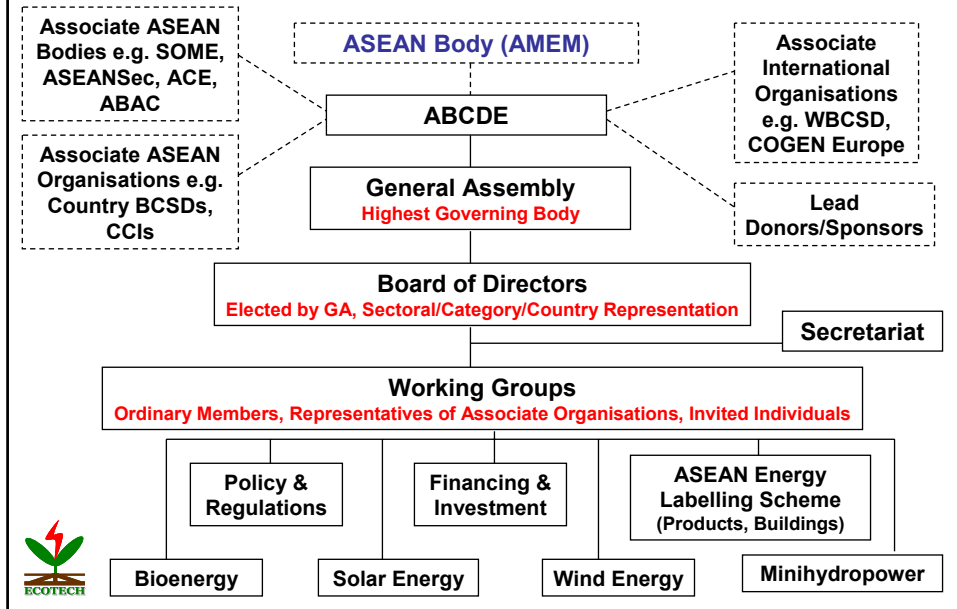 Associate ASEAN
Bodies e.g. SOME,
ASEANSec, ACE,
ABAC
ASEAN Body (AMEM)
Associate
International
Organisations
e.g. WBCSD,
COGEN Europe
ABCDE
Associate ASEAN
Organisations e.g.
Country BCSDs,
CCIs
General Assembly
Highest Governing Body
Lead
Donors/Sponsors
Board of Directors
Elected by GA, Sectoral/Category/Country Representation
Secretariat
Working Groups
Ordinary Members, Representatives of Associate Organisations, Invited Individuals
Policy &
Regulations
Financing &
Investment
ASEAN Energy
Labelling Scheme
(Products, Buildings)
Bioenergy
Solar Energy
Wind Energy
Minihydropower
ECOTECH